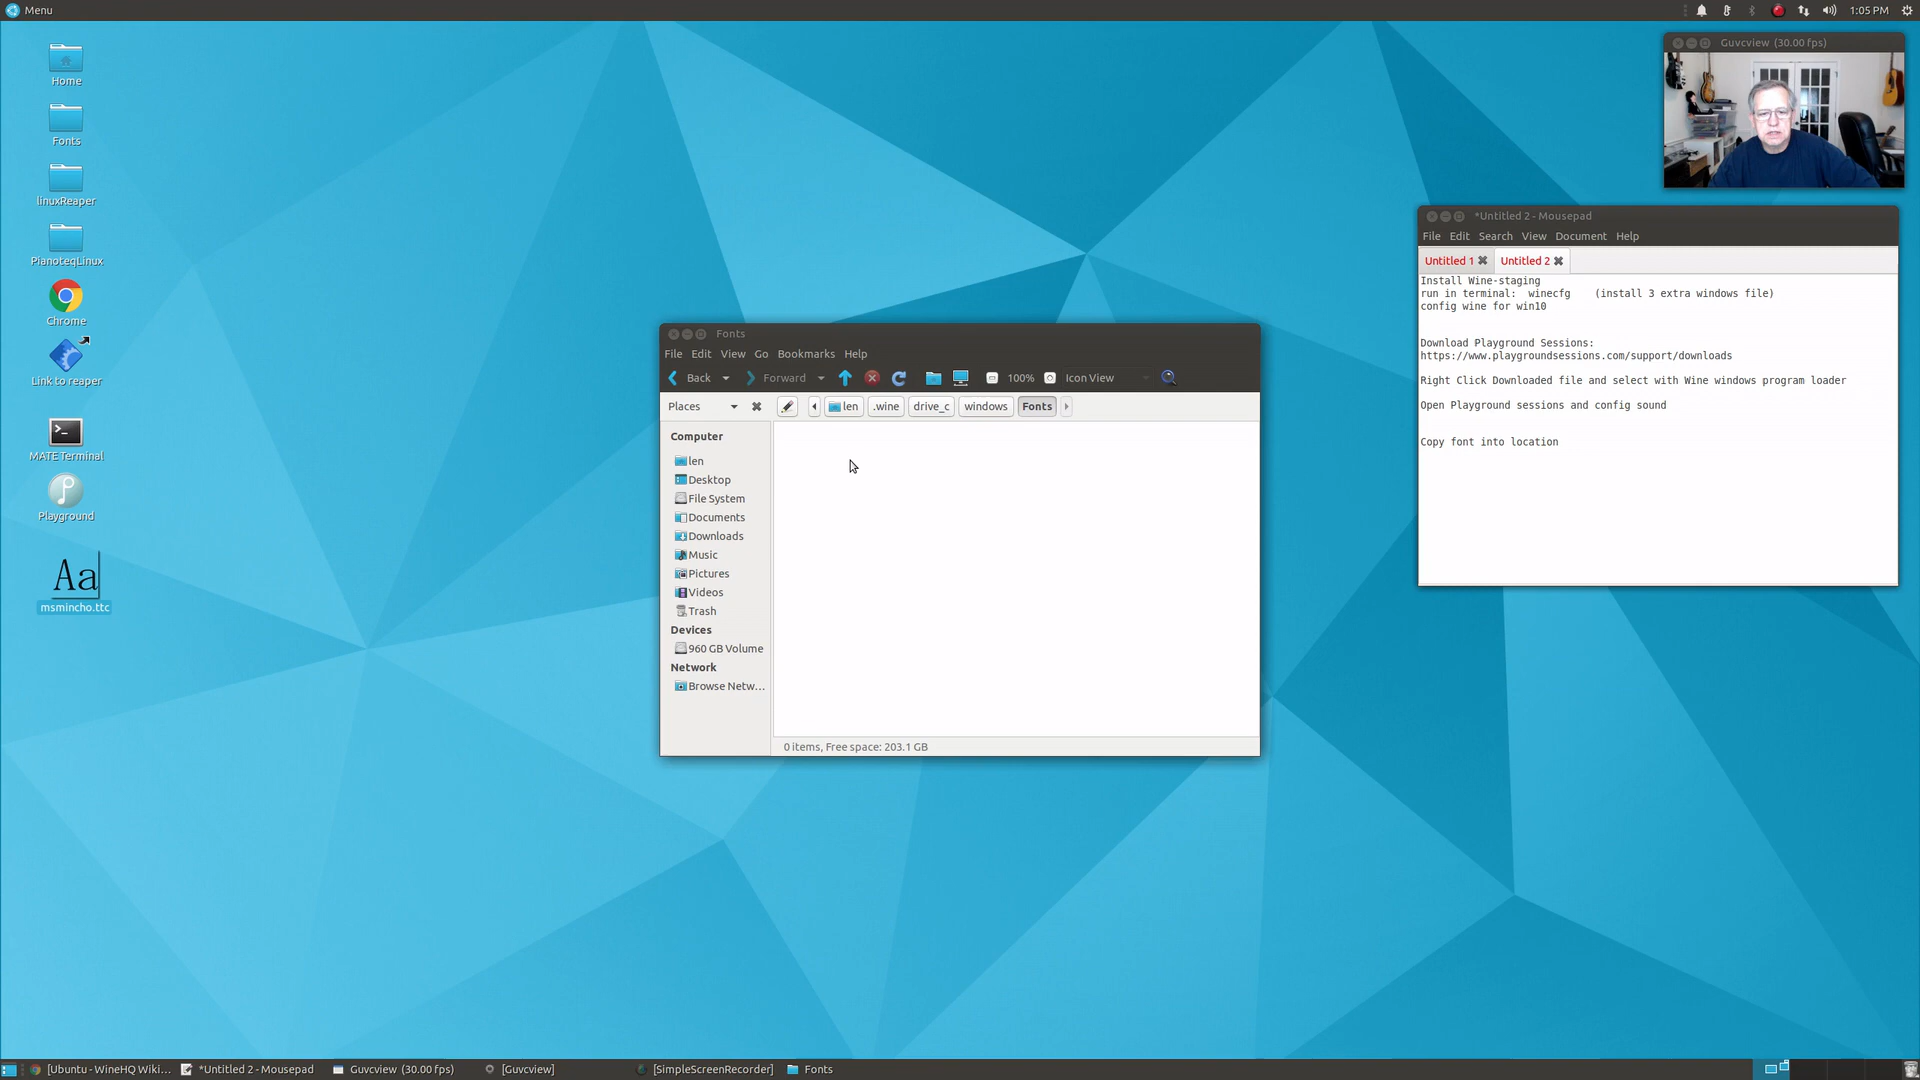 Menu
1:05 PM
Home
Fonts
linuxReaper
PianoteqLinux
Chrome
Link to reaper
MATE Terminal
Playground
Aa
msmincho.ttc
Guvcview (30.00 fps)
*Untitled 2 - Mousepad
File Edit Search View Document Help
Untitled 1 Untitled 2
Install Wine-staging
run in terminal:  winecfg    (install 3 extra windows file)
config wine for win10
Download Playground Sessions:
https://www.playgroundsessions.com/support/downloads
Right Click Downloaded file and select with Wine windows program loader
Open Playground sessions and config sound
Copy font into location
Fonts
File Edit View Go Bookmarks Help
Back Forward 100% Icon View
Places len .wine drive_c windows Fonts
Computer
len
Desktop
File System
Documents
Downloads
Music
Pictures
Videos
Trash
Devices
960 GB Volume
Network
Browse Netw...
0 items, Free space: 203.1 GB
[Ubuntu - WineHQ Wiki... *Untitled 2 - Mousepad Guvcview (30.00 fps) [Guvcview] [SimpleScreenRecorder] Fonts